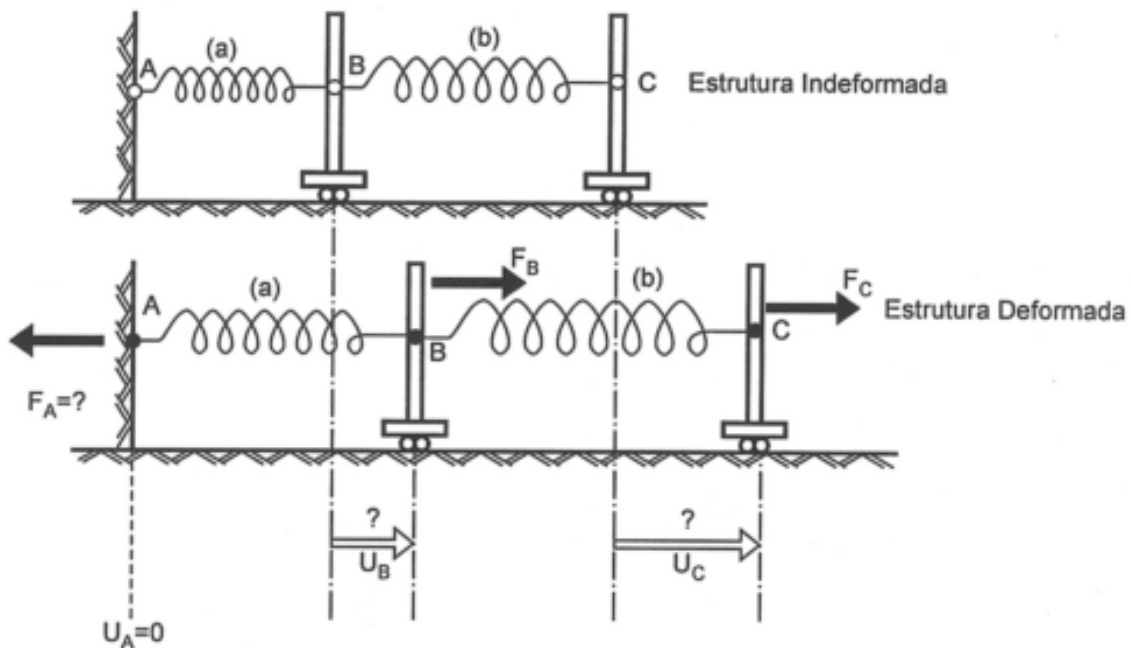 (a)
(b)
A
B
C
Estrutura Indeformada
F_B
(a)
(b)
F_C
A
B
C
Estrutura Deformada
F_A=?
?
?
U_B
U_C
U_A=0